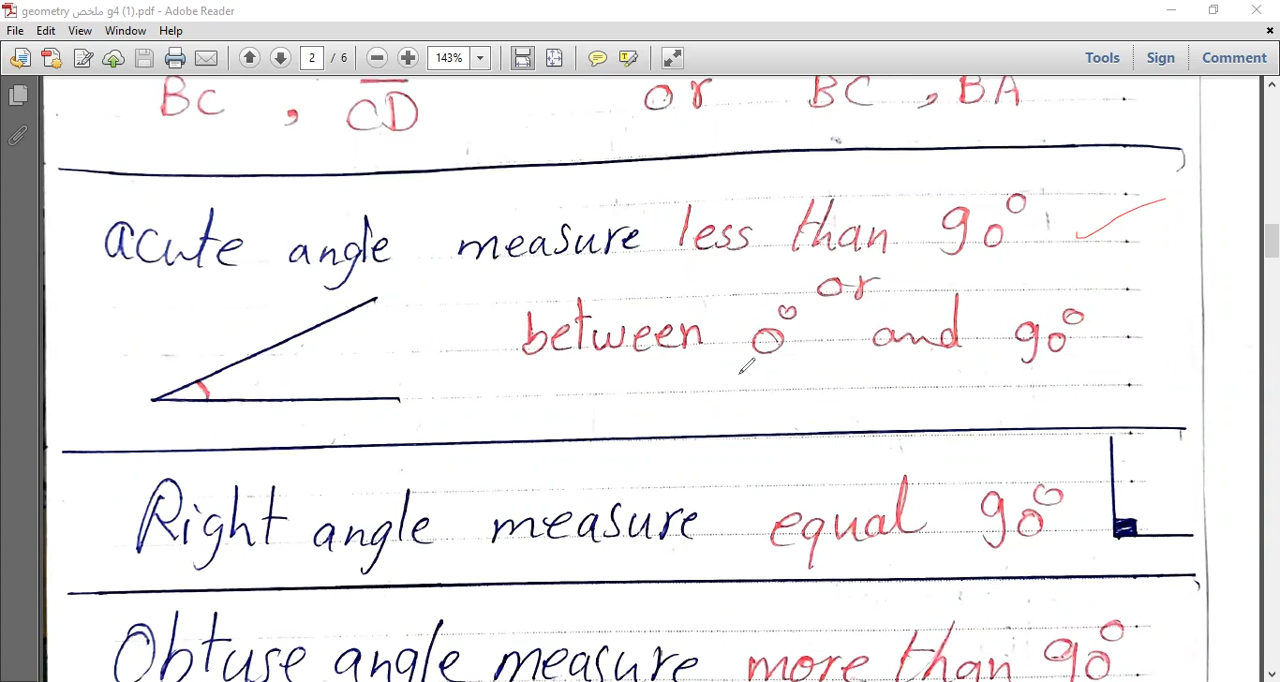 geometry ملخص g4 (1).pdf - Adobe Reader
File Edit View Window Help
2 / 6 143% Tools Sign Comment
BC , CD or BC , BA
acute angle measure less than 90°
or
between 0° and 90°
Right angle measure equal 90°
Obtuse angle measure more than 90°